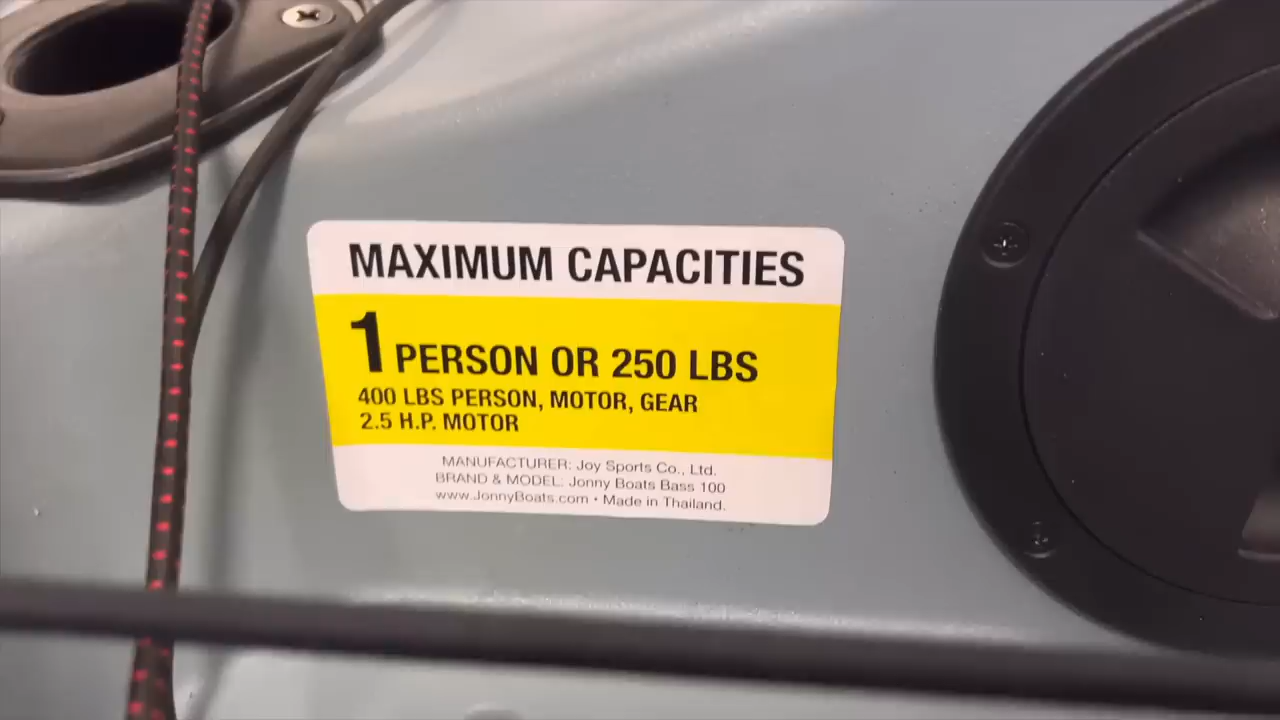 MAXIMUM CAPACITIES
1 PERSON OR 250 LBS
400 LBS PERSON, MOTOR, GEAR
2.5 H.P. MOTOR
MANUFACTURER: Joy Sports Co., Ltd.
BRAND & MODEL: Jonny Boats Bass 100
www.JonnyBoats.com • Made in Thailand.